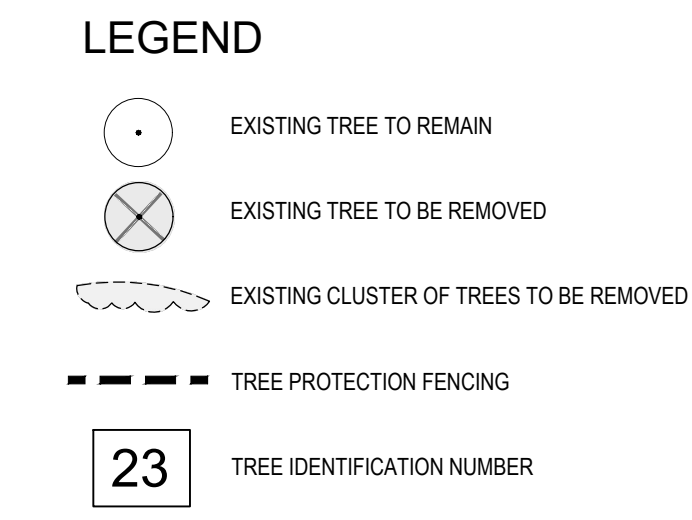 LEGEND
EXISTING TREE TO REMAIN
EXISTING TREE TO BE REMOVED
EXISTING CLUSTER OF TREES TO BE REMOVED
TREE PROTECTION FENCING
23 TREE IDENTIFICATION NUMBER